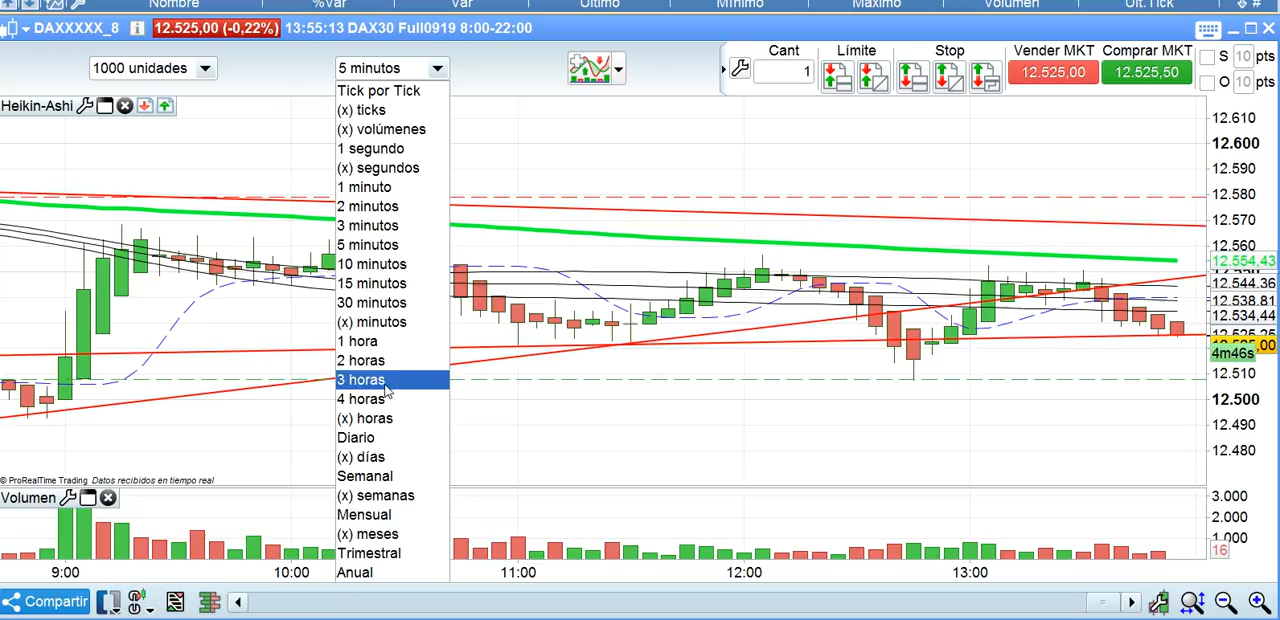 Nombre %Var Var Último Mínimo Máximo Volumen Últ.Tick #
DAXXXXX_8 i 12.525,00 (-0,22%) 13:55:13 DAX30 Full0919 8:00-22:00
1000 unidades
5 minutos
Cant
1
Límite
Stop
Vender MKT
12.525,00
Comprar MKT
12.525,50
S 10 pts
O 10 pts
Heikin-Ashi
Tick por Tick
(x) ticks
(x) volúmenes
1 segundo
(x) segundos
1 minuto
2 minutos
3 minutos
5 minutos
10 minutos
15 minutos
30 minutos
(x) minutos
1 hora
2 horas
3 horas
4 horas
(x) horas
Diario
(x) días
Semanal
(x) semanas
Mensual
(x) meses
Trimestral
Anual
12.610
12.600
12.590
12.580
12.570
12.560
12.554,43
12.544,36
12.538,81
12.534,44
4m46s
12.510
12.500
12.490
12.480
© ProRealTime Trading Datos recibidos en tiempo real
Volumen
3.000
2.000
1.000
16
9:00 10:00 11:00 12:00 13:00
Compartir